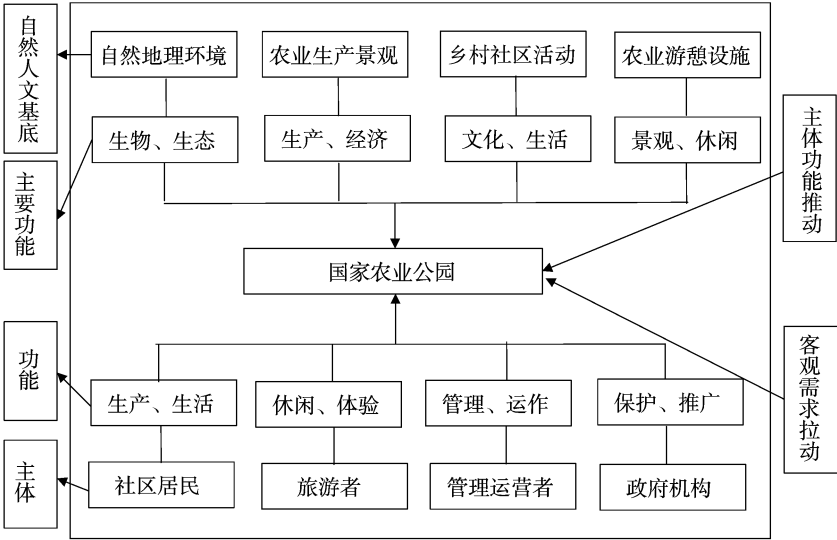 自然人文基底
自然地理环境
农业生产景观
乡村社区活动
农业游憩设施
主要功能
生物、生态
生产、经济
文化、生活
景观、休闲
主体功能推动
国家农业公园
功能
生产、生活
休闲、体验
管理、运作
保护、推广
客观需求拉动
主体
社区居民
旅游者
管理运营者
政府机构